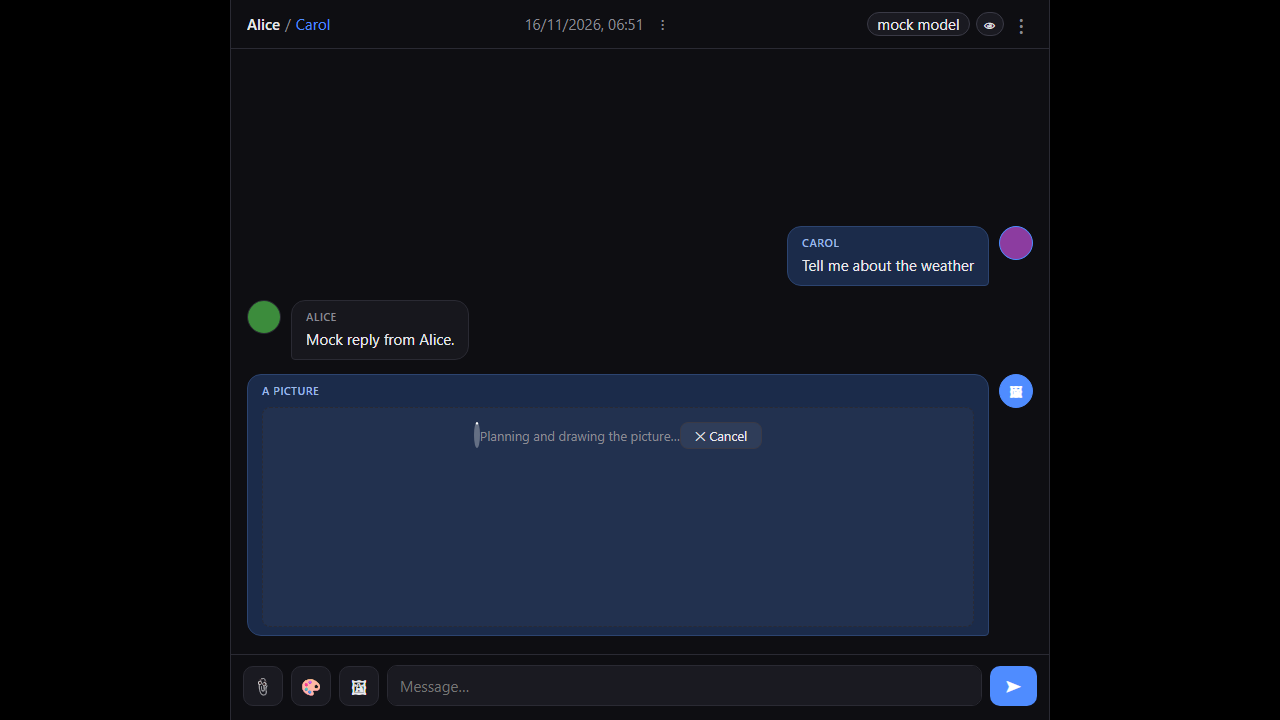 Alice / Carol
16/11/2026, 06:51
mock model
CAROL
Tell me about the weather
ALICE
Mock reply from Alice.
A PICTURE
Planning and drawing the picture...
Cancel
Message...